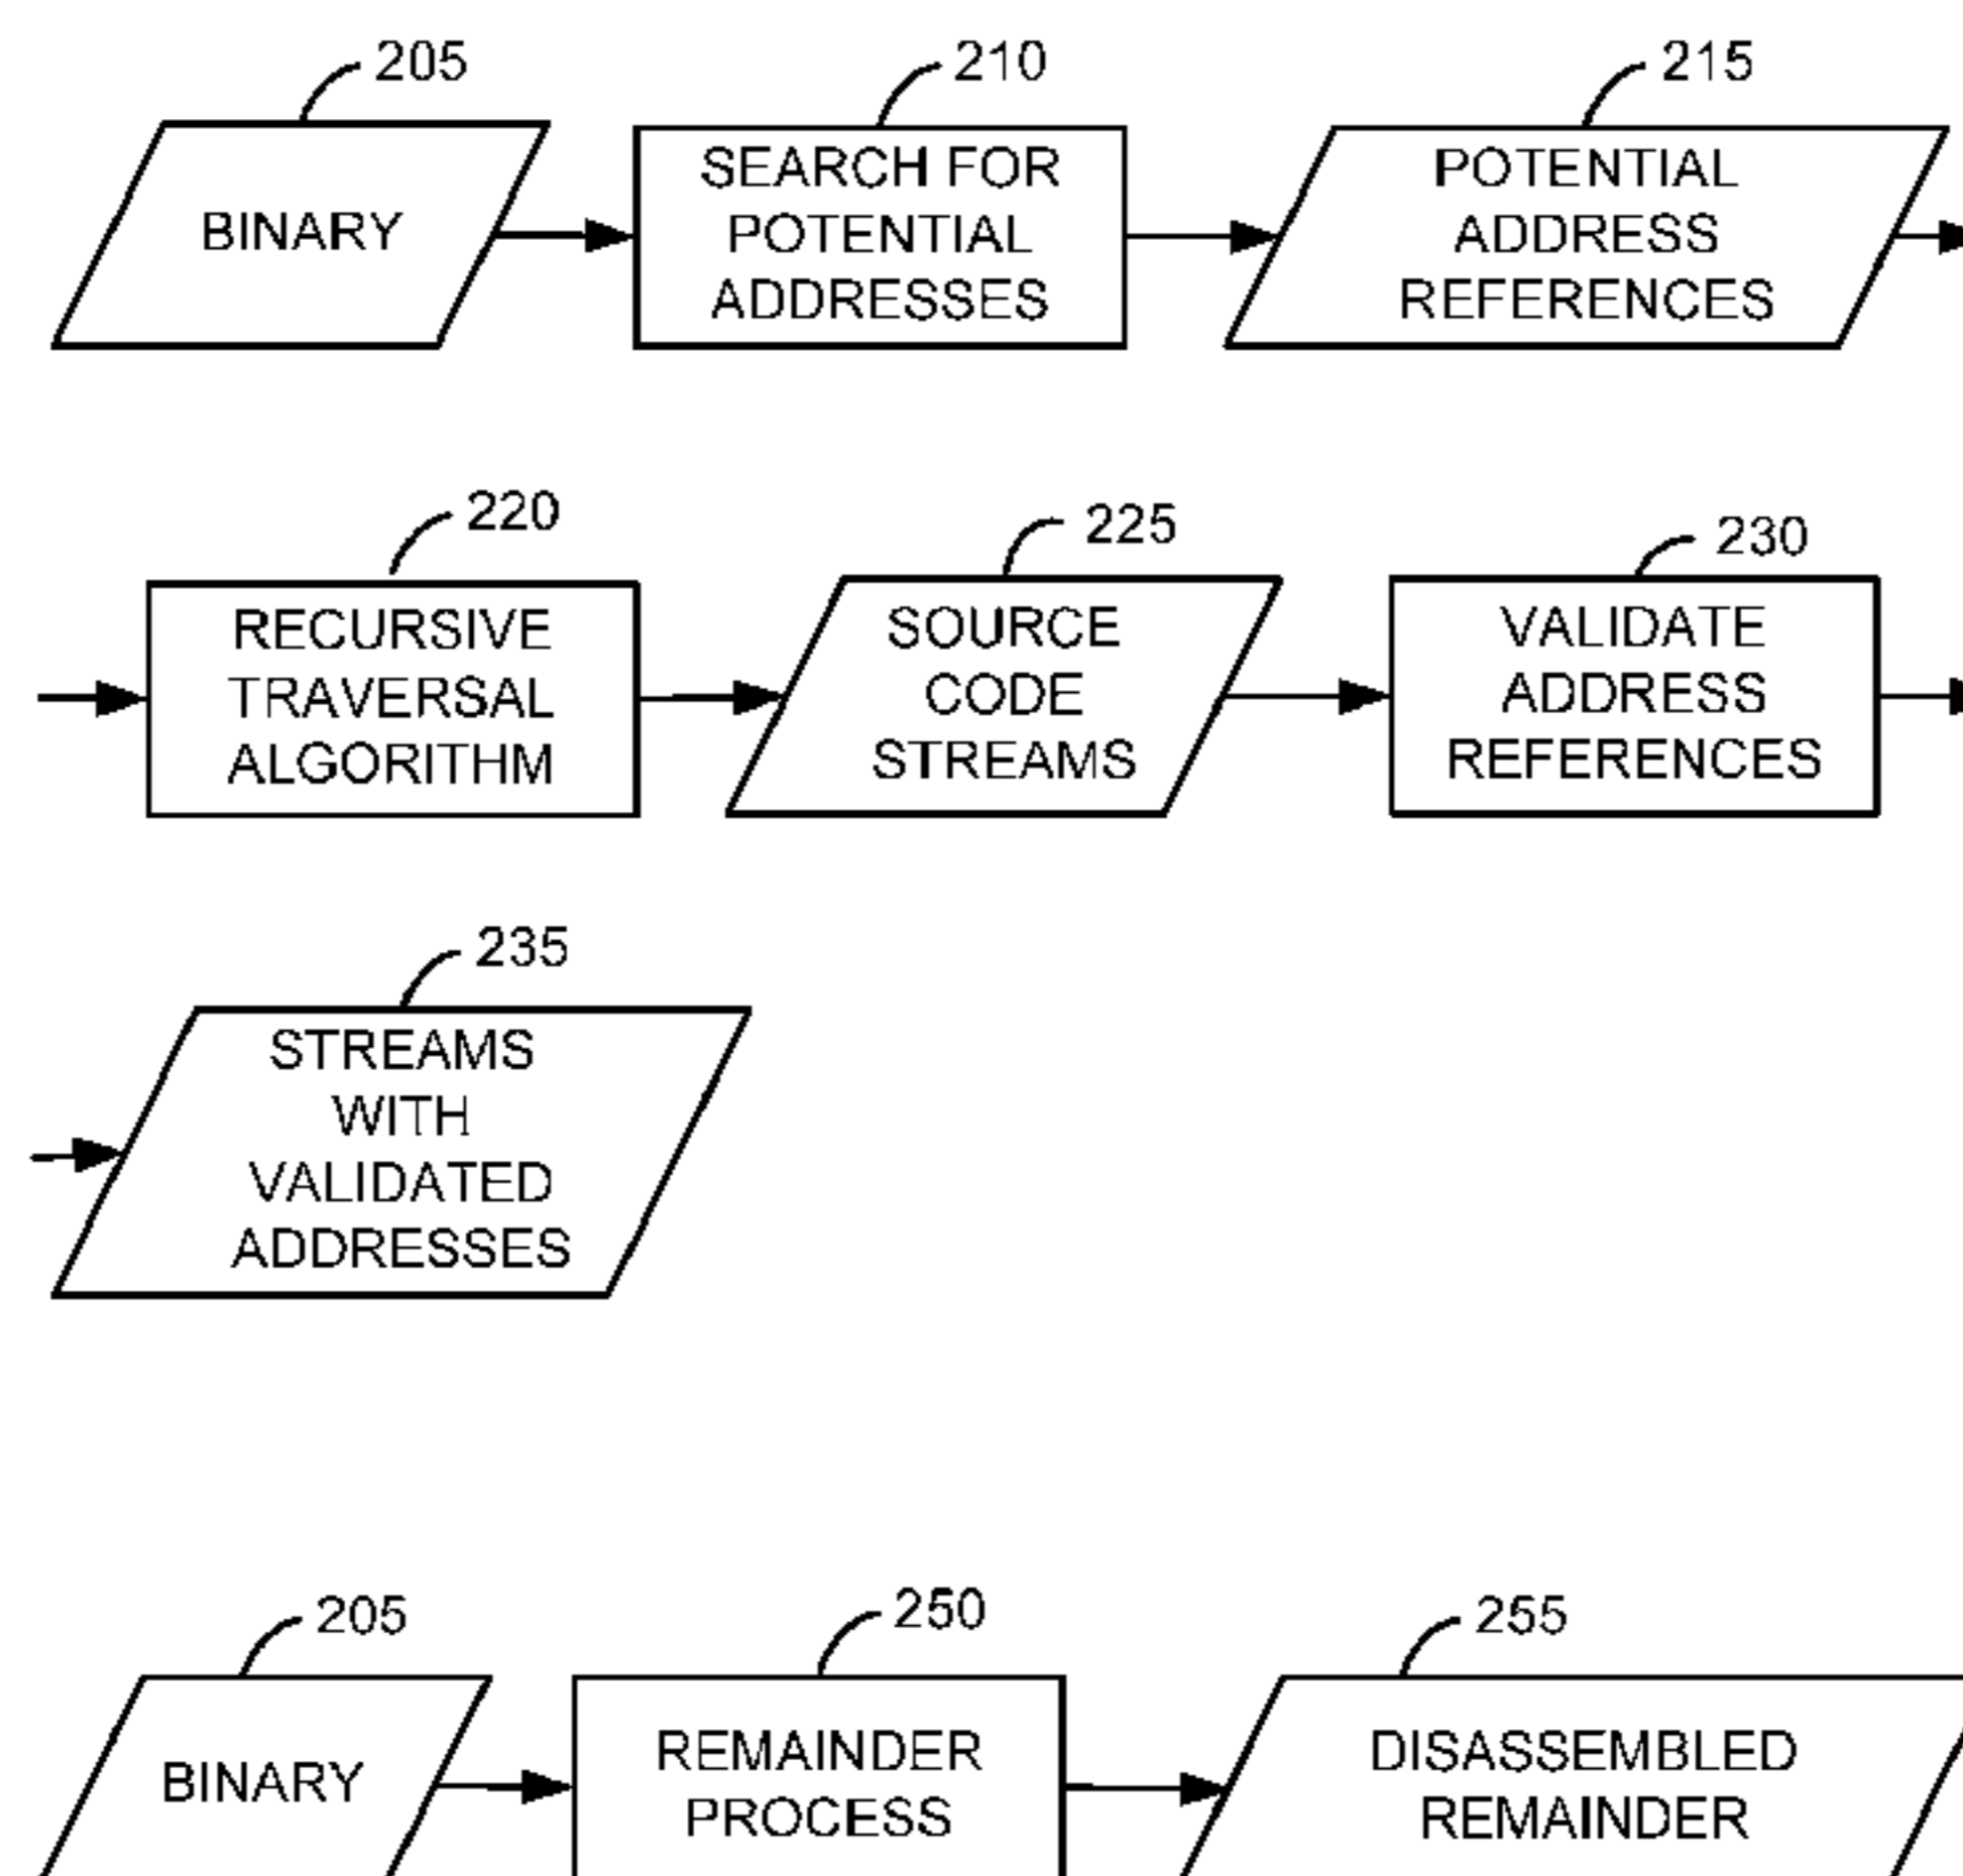 205
210
215
BINARY
SEARCH FOR
POTENTIAL
ADDRESSES
POTENTIAL
ADDRESS
REFERENCES
220
225
230
RECURSIVE
TRAVERSAL
ALGORITHM
SOURCE
CODE
STREAMS
VALIDATE
ADDRESS
REFERENCES
235
STREAMS
WITH
VALIDATED
ADDRESSES
205
250
255
BINARY
REMAINDER
PROCESS
DISASSEMBLED
REMAINDER